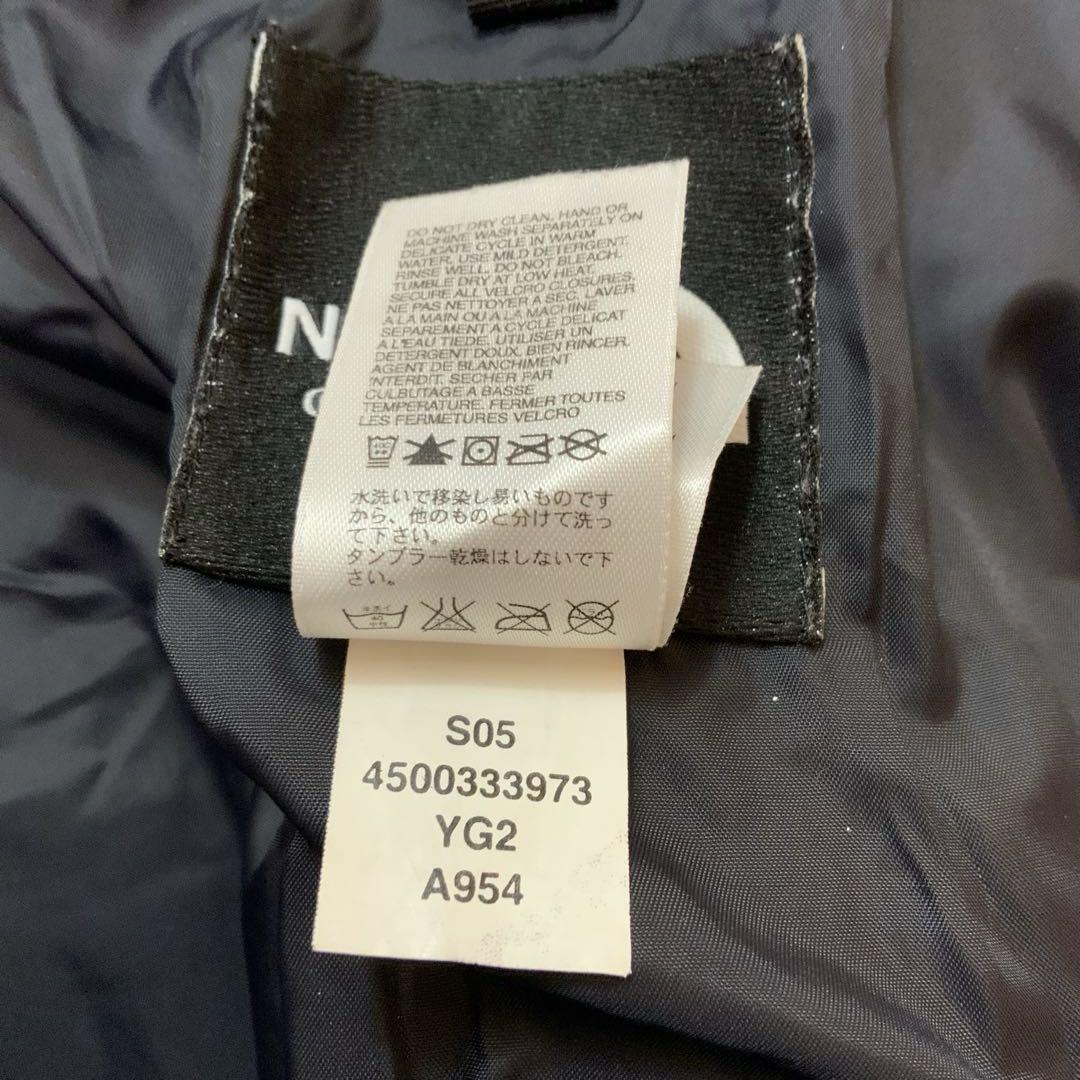 DO NOT DRY CLEAN, HAND OR
MACHINE WASH SEPARATELY ON
DELICATE CYCLE IN WARM
WATER, USE MILD DETERGENT.
RINSE WELL. DO NOT BLEACH.
TUMBLE DRY AT LOW HEAT.
SECURE ALL VELCRO CLOSURES.
NE PAS NETTOYER A SEC, LAVER
A LA MAIN OU A LA MACHINE
SEPAREMENT A CYCLE DELICAT
A L'EAU TIEDE. UTILISER UN
DETERGENT DOUX. BIEN RINCER.
AGENT DE BLANCHIMENT
INTERDIT. SECHER PAR
CULBUTAGE A BASSE
TEMPERATURE. FERMER TOUTES
LES FERMETURES VELCRO
水洗いで移染し易いものです
から、他のものと分けて洗っ
て下さい。
タンブラー乾燥はしないで下
さい。
40
中性
S05
4500333973
YG2
A954